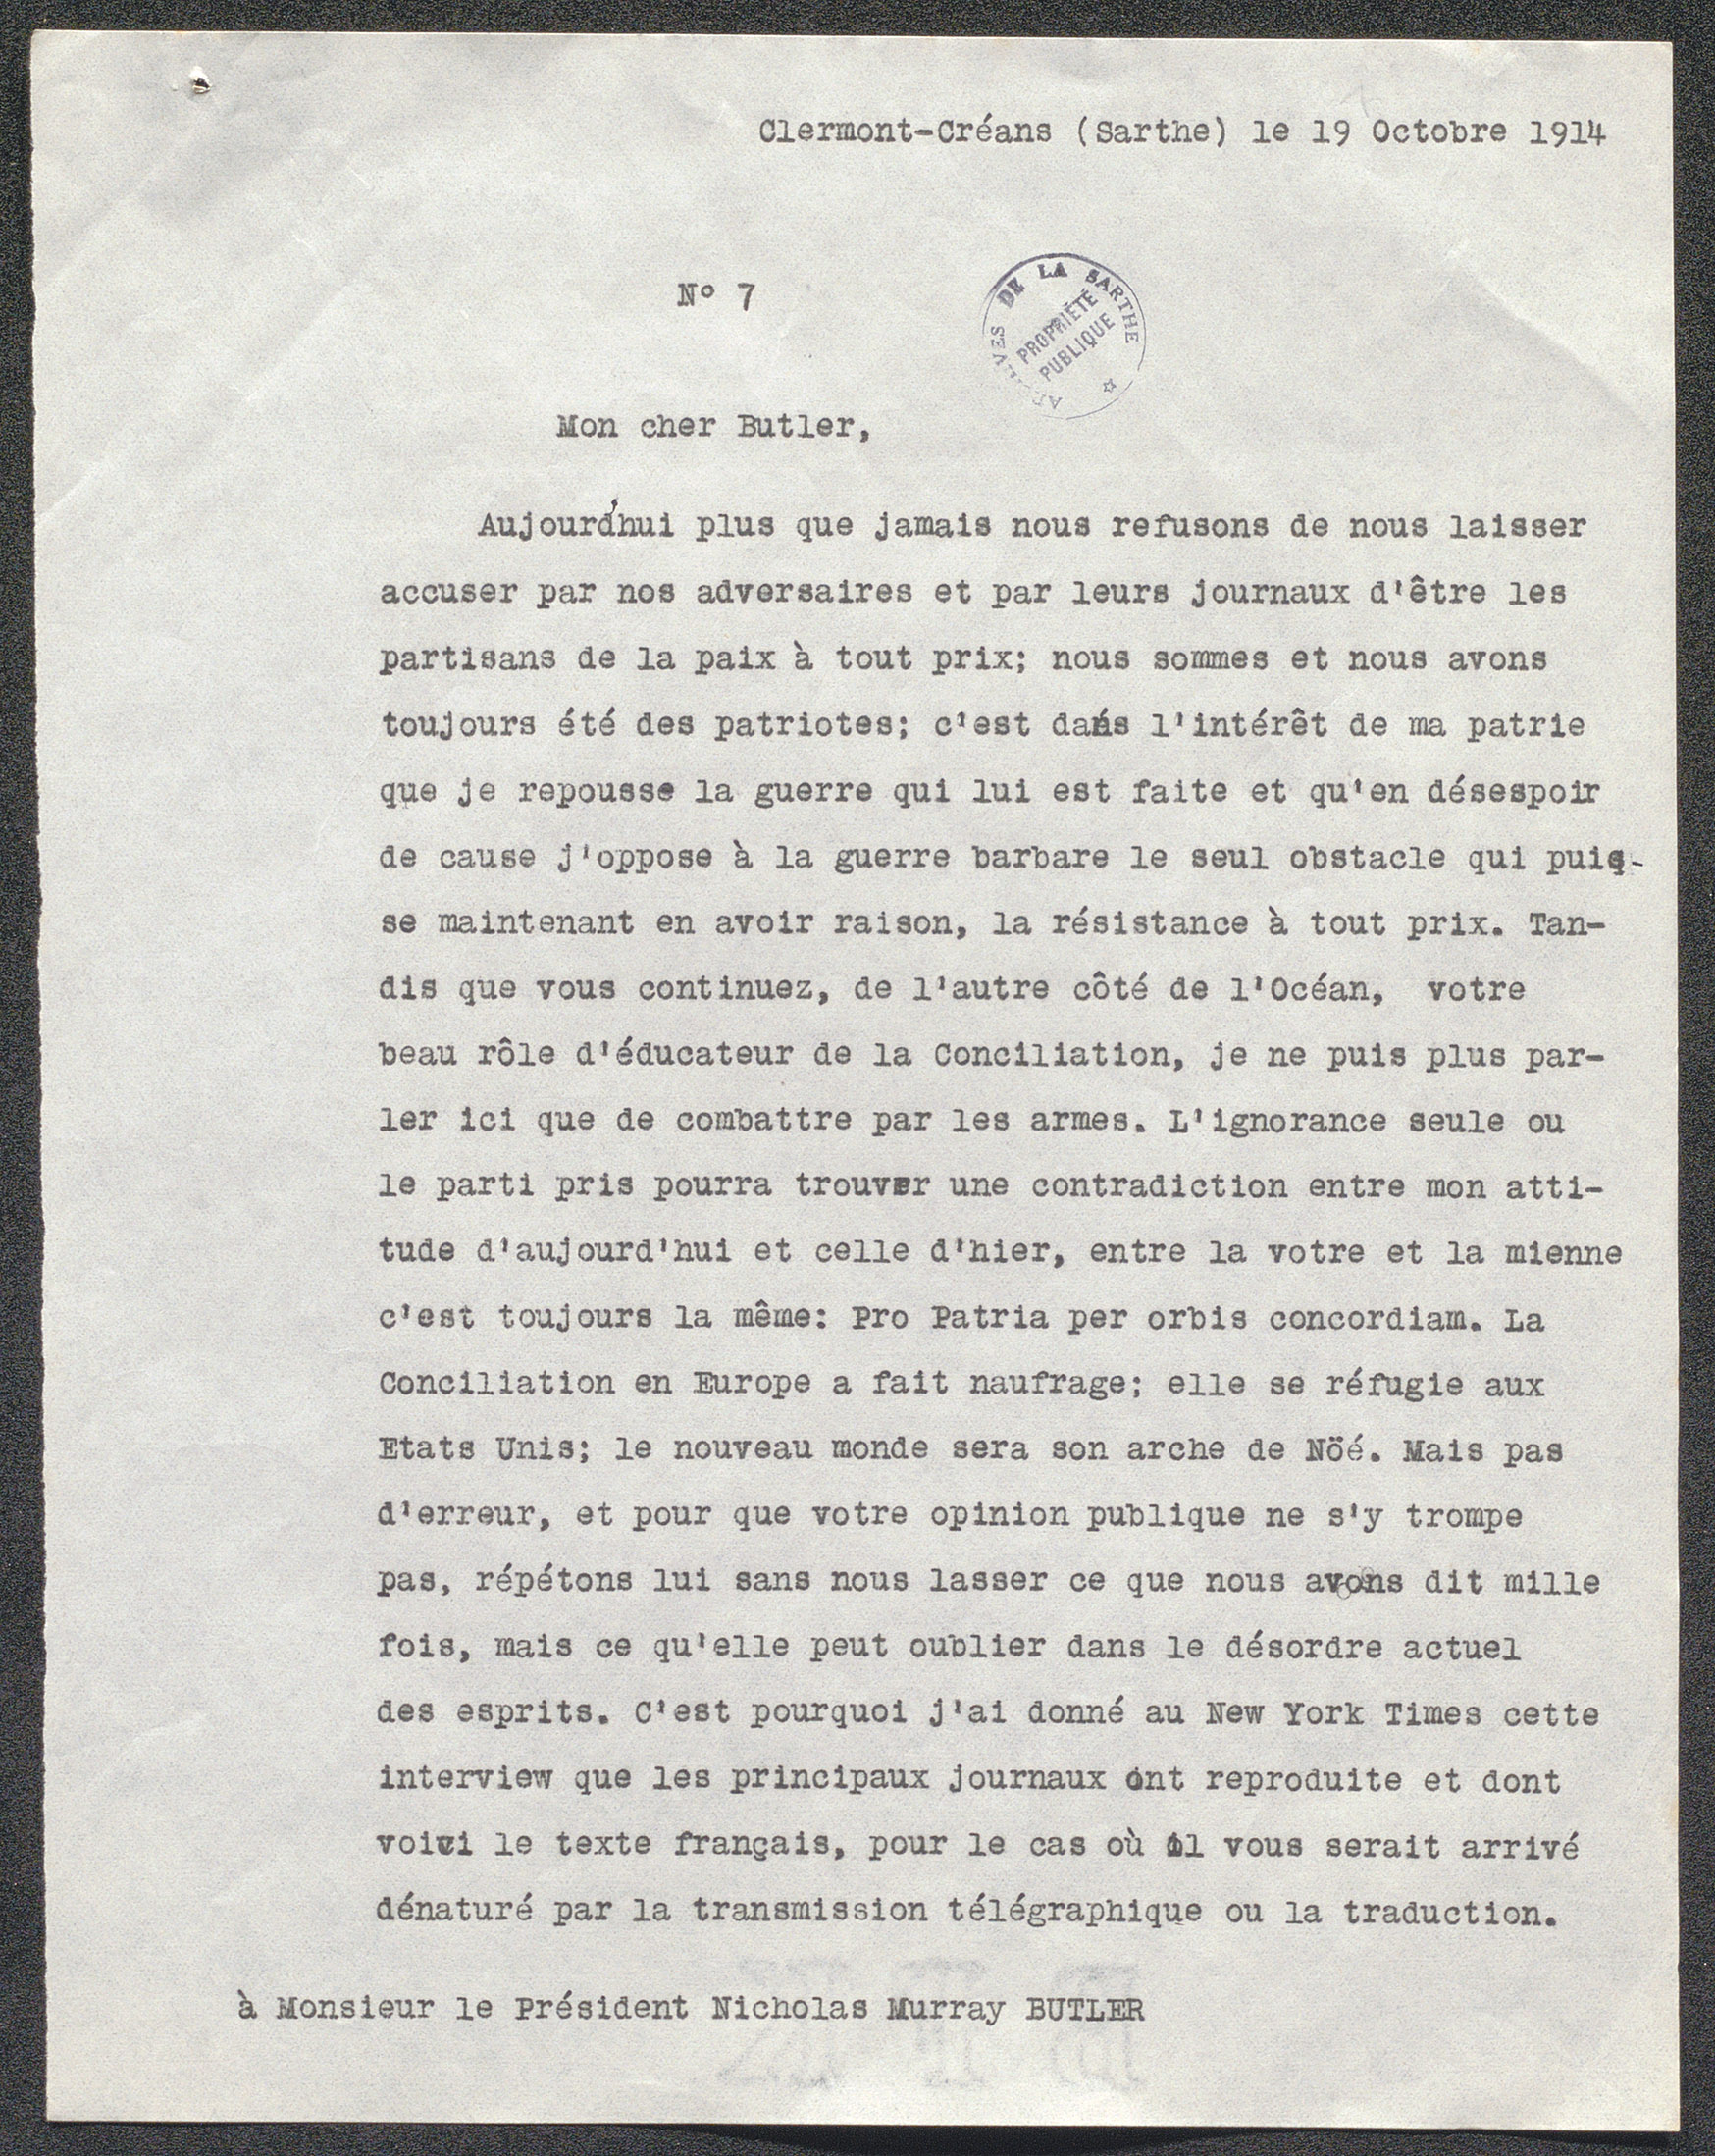 Clermont-Créans (Sarthe) le 19 Octobre 1914
N° 7
DE LA SARTHE
PROPRIÉTÉ
PUBLIQUE
Mon cher Butler,
Aujourd'hui plus que jamais nous refusons de nous laisser
accuser par nos adversaires et par leurs journaux d'être les
partisans de la paix à tout prix; nous sommes et nous avons
toujours été des patriotes; c'est dans l'intérêt de ma patrie
que je repousse la guerre qui lui est faite et qu'en désespoir
de cause j'oppose à la guerre barbare le seul obstacle qui puis-
se maintenant en avoir raison, la résistance à tout prix. Tan-
dis que vous continuez, de l'autre côté de l'Océan, votre
beau rôle d'éducateur de la Conciliation, je ne puis plus par-
ler ici que de combattre par les armes. L'ignorance seule ou
le parti pris pourra trouver une contradiction entre mon atti-
tude d'aujourd'hui et celle d'hier, entre la votre et la mienne
c'est toujours la même: Pro Patria per orbis concordiam. La
Conciliation en Europe a fait naufrage; elle se réfugie aux
Etats Unis; le nouveau monde sera son arche de Nöé. Mais pas
d'erreur, et pour que votre opinion publique ne s'y trompe
pas, répétons lui sans nous lasser ce que nous avons dit mille
fois, mais ce qu'elle peut oublier dans le désordre actuel
des esprits. C'est pourquoi j'ai donné au New York Times cette
interview que les principaux journaux ont reproduite et dont
voici le texte français, pour le cas où il vous serait arrivé
dénaturé par la transmission télégraphique ou la traduction.
à Monsieur le Président Nicholas Murray BUTLER